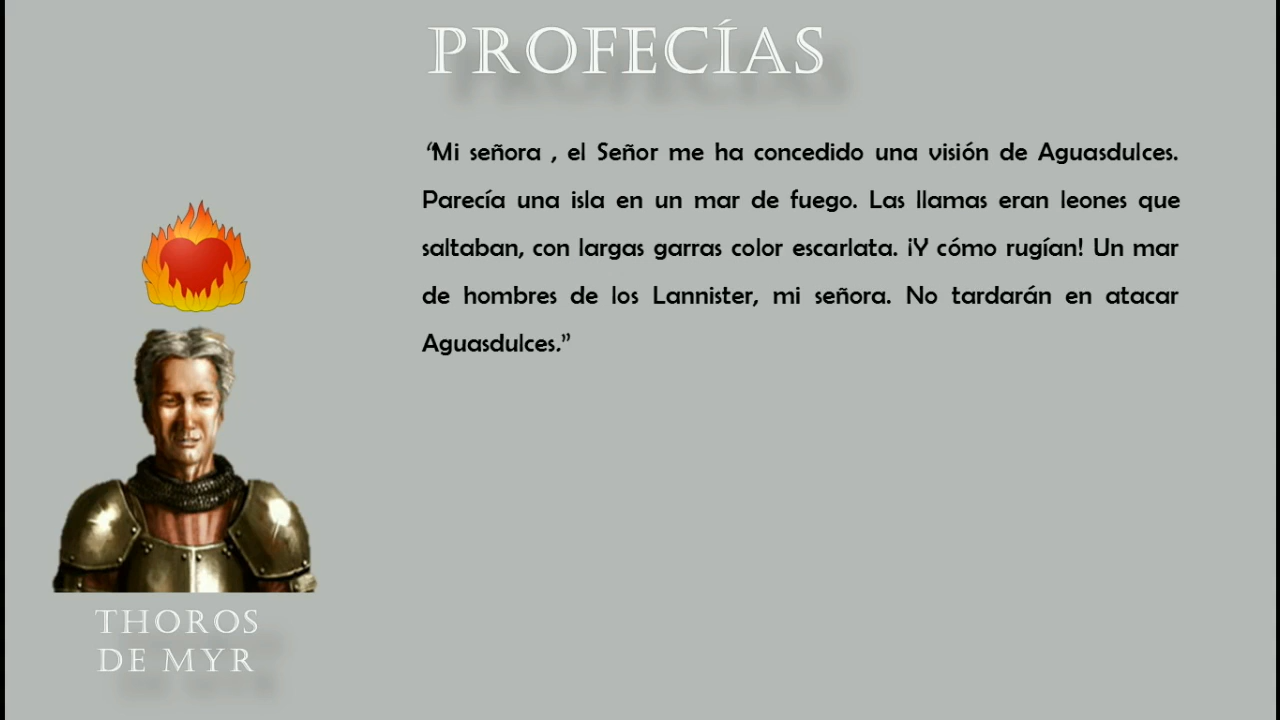 PROFECÍAS
“Mi señora , el Señor me ha concedido una visión de Aguasdulces.
Parecía una isla en un mar de fuego. Las llamas eran leones que
saltaban, con largas garras color escarlata. ¡Y cómo rugían! Un mar
de hombres de los Lannister, mi señora. No tardarán en atacar
Aguasdulces.”
THOROS
DE MYR